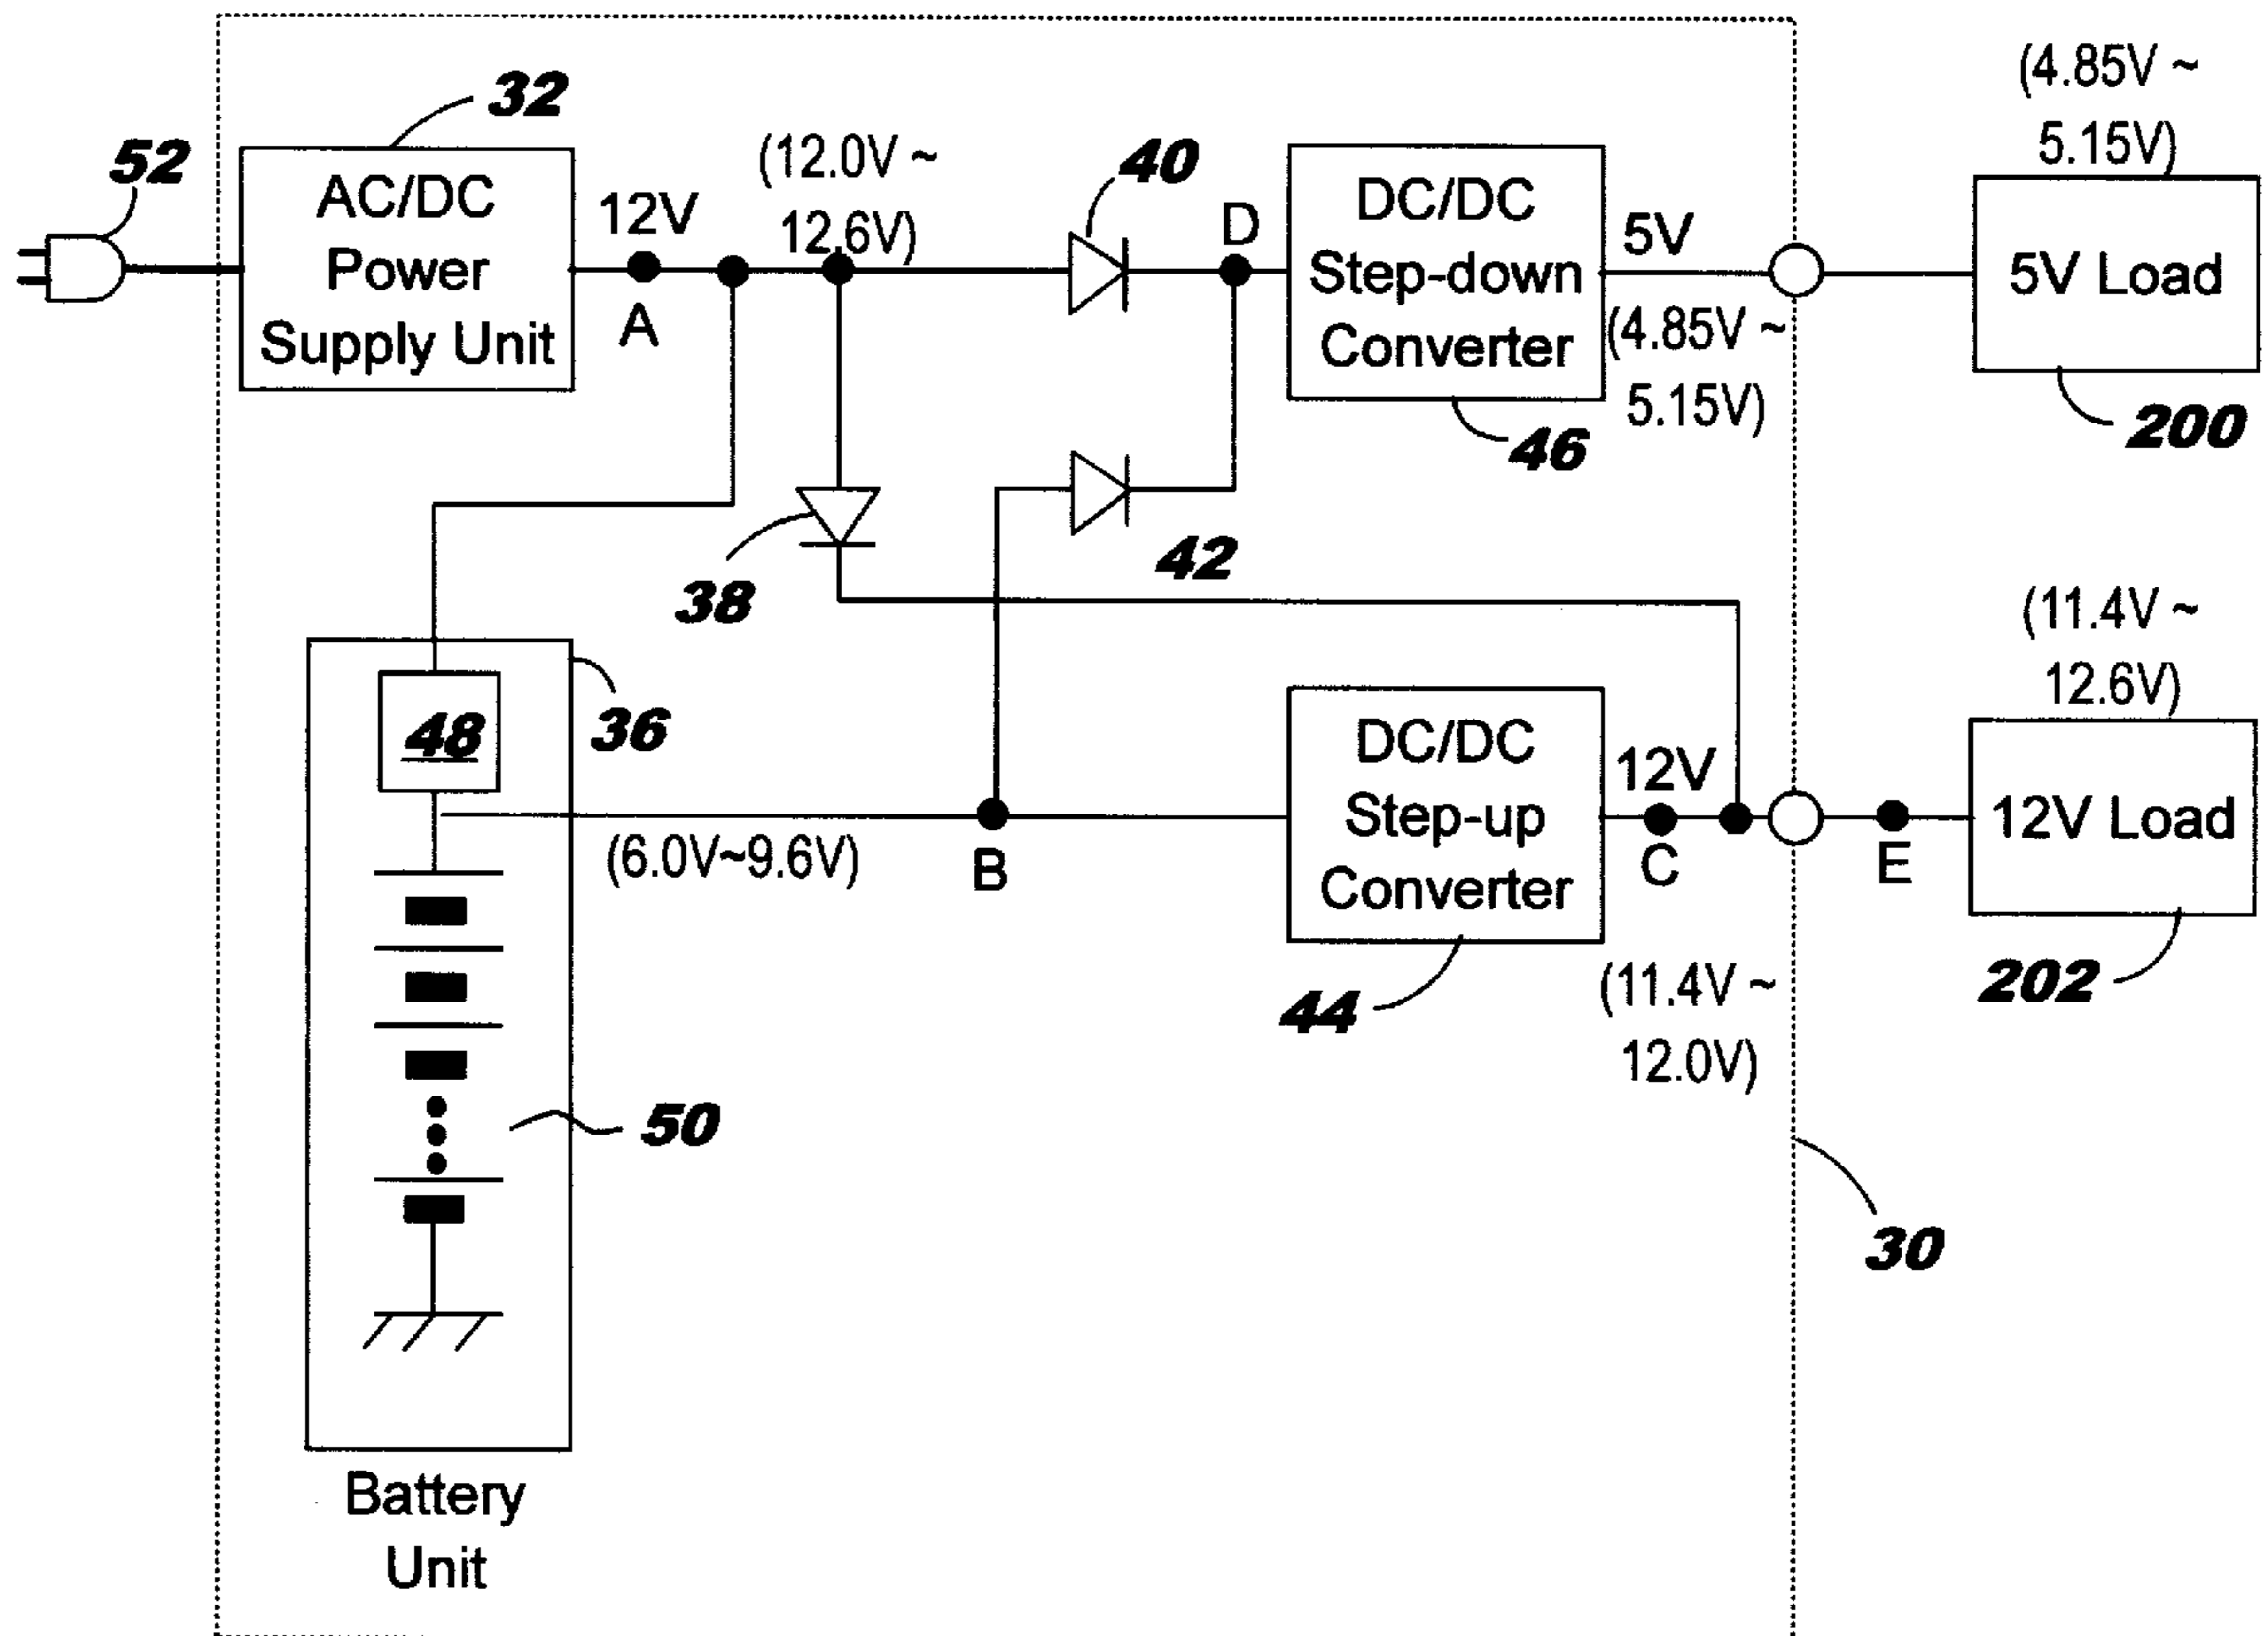 52
32
AC/DC
Power
Supply Unit
12V
A
(12.0V ~
12.6V)
40
D
DC/DC
Step-down
Converter
46
5V
(4.85V ~
5.15V)
(4.85V ~
5.15V)
5V Load
200
38
42
48
36
(6.0V~9.6V)
B
DC/DC
Step-up
Converter
44
12V
C
(11.4V ~
12.0V)
E
(11.4V ~
12.6V)
12V Load
202
50
30
Battery
Unit